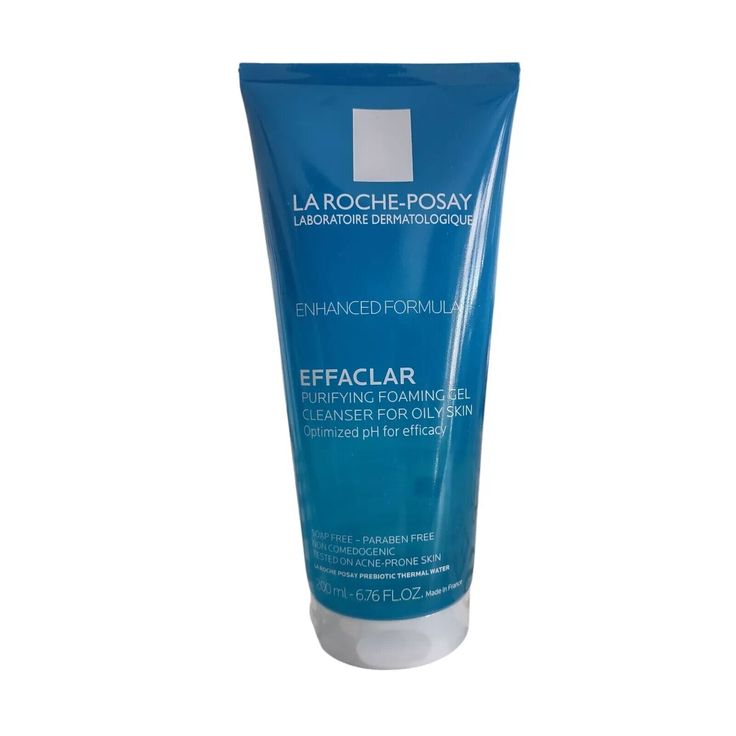 LA ROCHE-POSAY
LABORATOIRE DERMATOLOGIQUE
ENHANCED FORMULA
EFFACLAR
PURIFYING FOAMING GEL
CLEANSER FOR OILY SKIN
Optimized pH for efficacy
SOAP FREE – PARABEN FREE
NON COMEDOGENIC
TESTED ON ACNE-PRONE SKIN
LA ROCHE POSAY PREBIOTIC THERMAL WATER
200 ml - 6.76 FL.OZ. Made in France